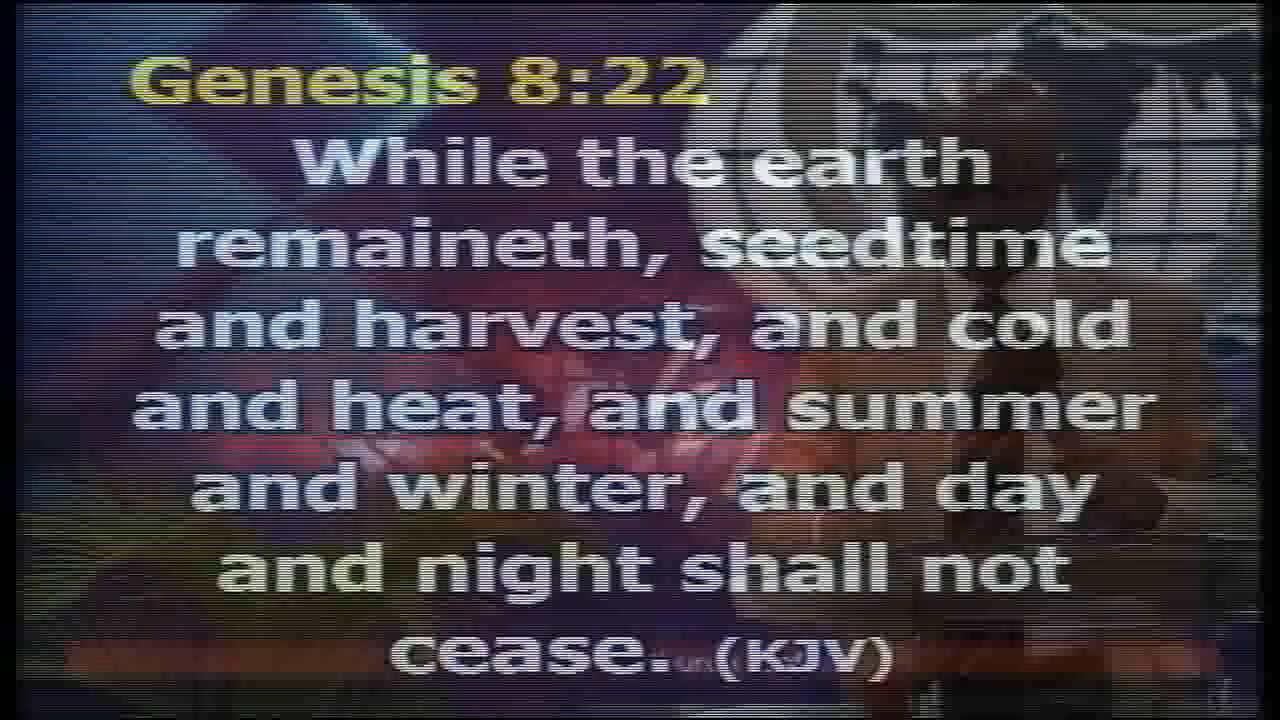 Genesis 8:22
While the earth
remaineth, seedtime
and harvest, and cold
and heat, and summer
and winter, and day
and night shall not
cease. (KJV)